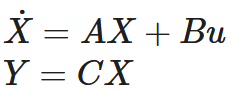 Ẋ = AX + Bu
Y = CX